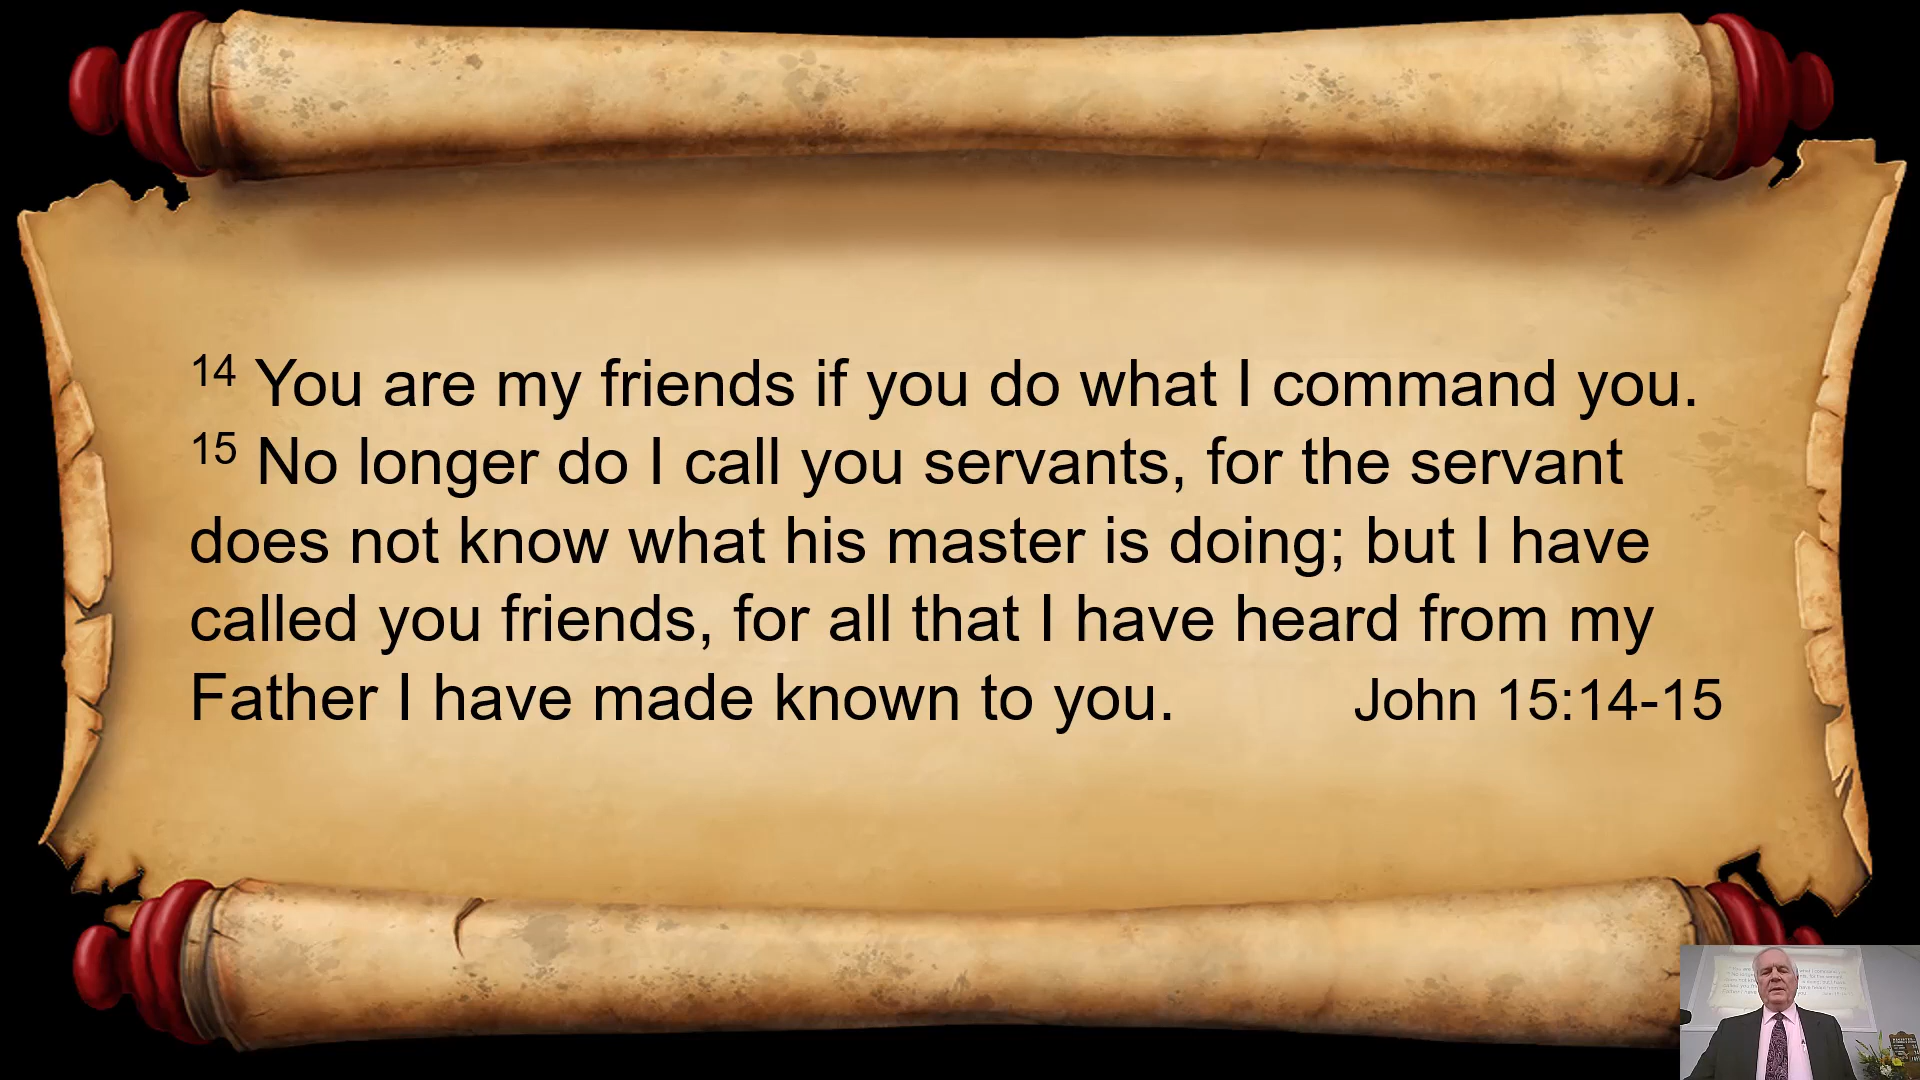 14 You are my friends if you do what I command you.
15 No longer do I call you servants, for the servant
does not know what his master is doing; but I have
called you friends, for all that I have heard from my
Father I have made known to you. John 15:14-15